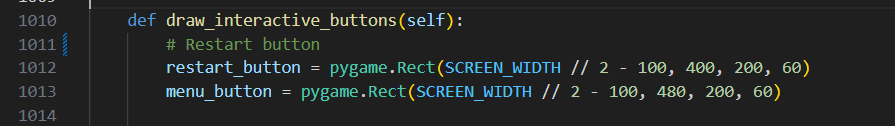 1010 def draw_interactive_buttons(self):
1011 # Restart button
1012 restart_button = pygame.Rect(SCREEN_WIDTH // 2 - 100, 400, 200, 60)
1013 menu_button = pygame.Rect(SCREEN_WIDTH // 2 - 100, 480, 200, 60)
1014